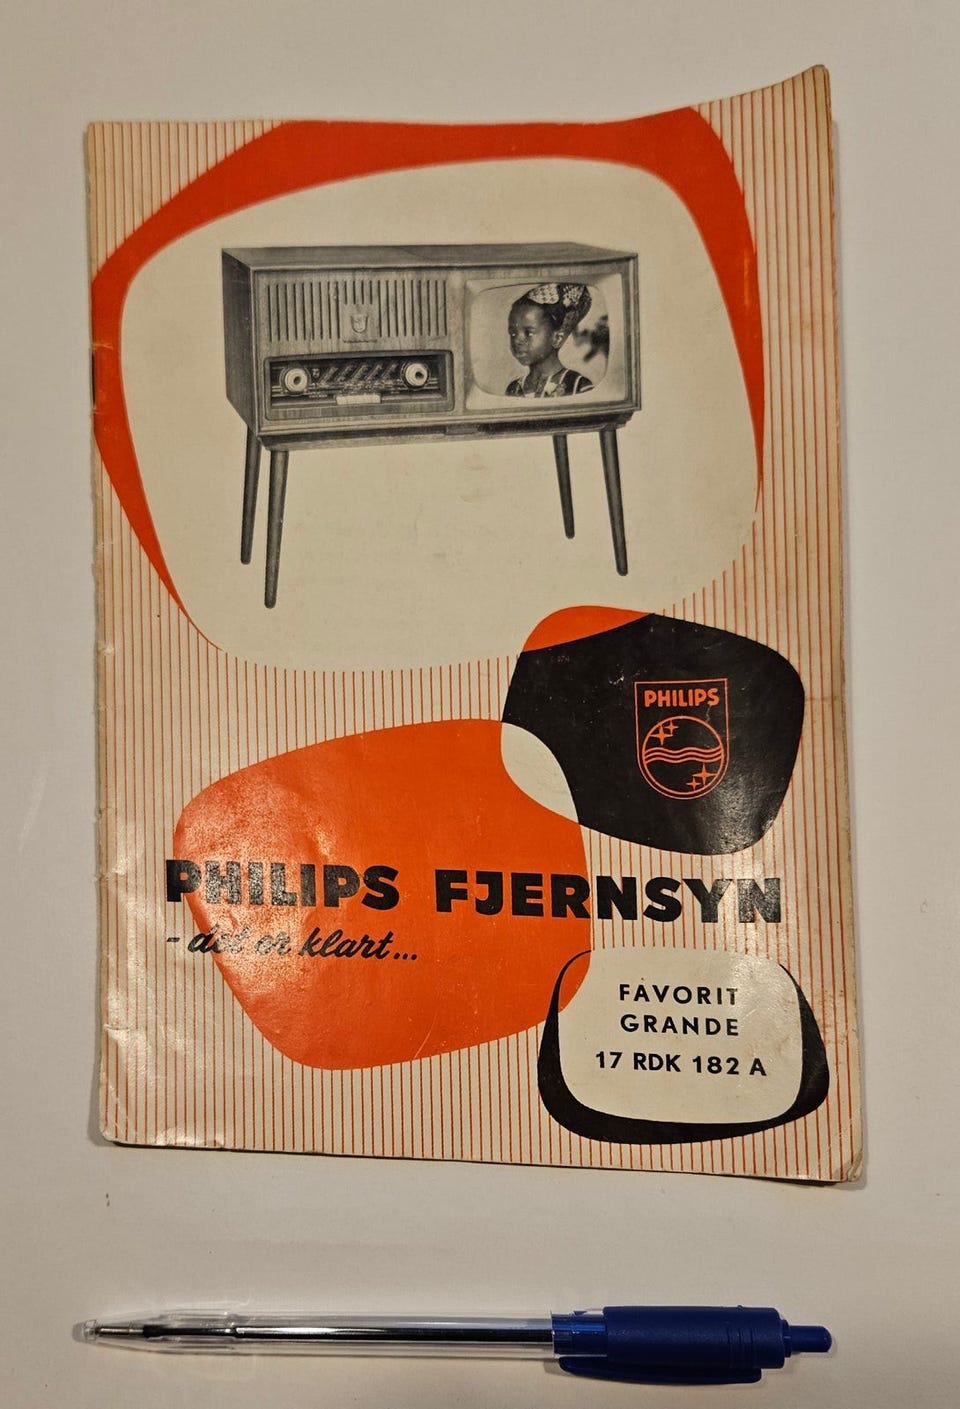 PHILIPS
PHILIPS FJERNSYN
- det er klart...
FAVORIT
GRANDE
17 RDK 182 A